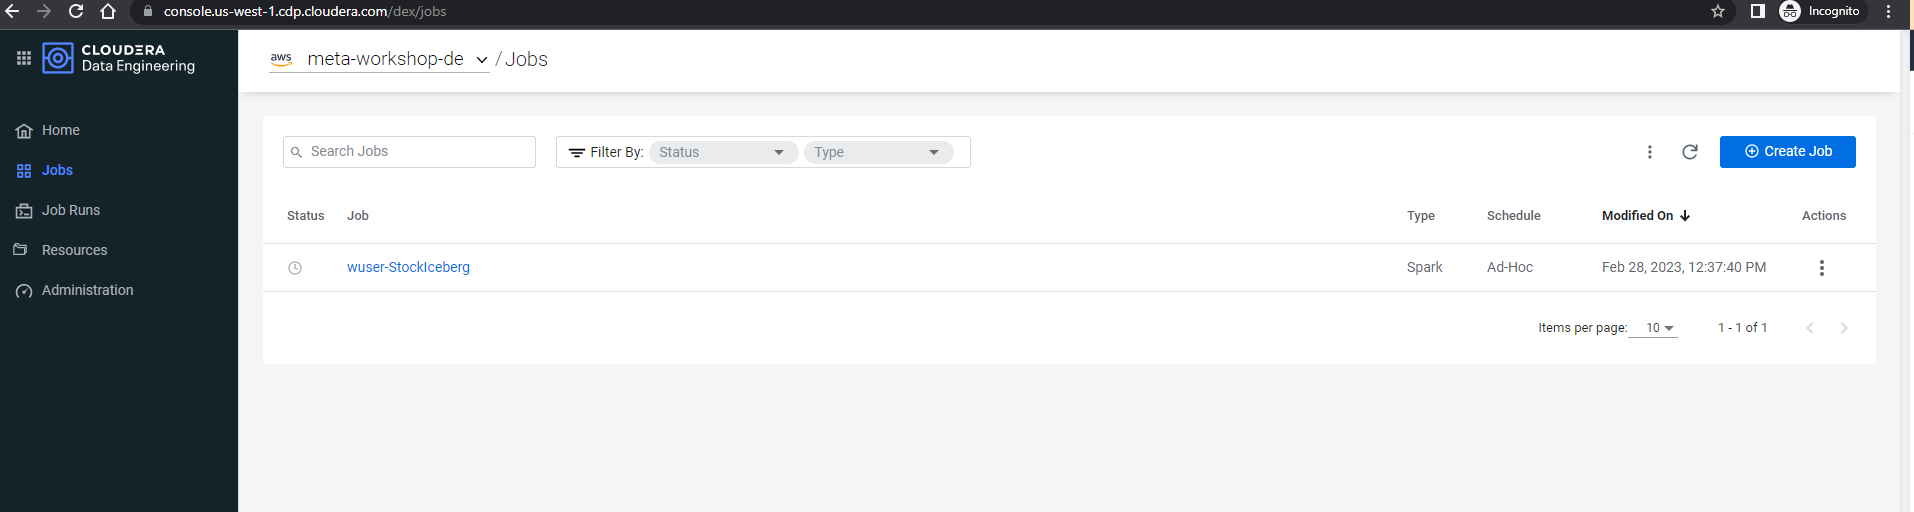 console.us-west-1.cdp.cloudera.com/dex/jobs
Incognito
CLOUDERA
Data Engineering
aws meta-workshop-de / Jobs
Home
Jobs
Job Runs
Resources
Administration
Search Jobs
Filter By: Status Type
Create Job
Status Job Type Schedule Modified On Actions
wuser-StockIceberg Spark Ad-Hoc Feb 28, 2023, 12:37:40 PM
Items per page: 10 1 - 1 of 1